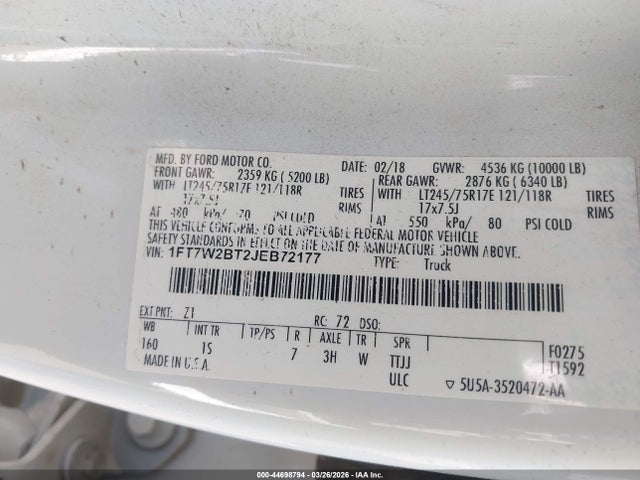 MFD. BY FORD MOTOR CO.
DATE: 02/18 GVWR: 4536 KG (10000 LB)
FRONT GAWR: 2359 KG ( 5200 LB) REAR GAWR: 2876 KG ( 6340 LB)
WITH LT245/75R17E 121/118R TIRES WITH LT245/75R17E 121/118R TIRES
17x7.5J RIMS 17x7.5J RIMS
AT kPa/ PSI COLD AT 550 kPa/ 80 PSI COLD
THIS VEHICLE CONFORMS TO ALL APPLICABLE FEDERAL MOTOR VEHICLE
SAFETY STANDARDS IN EFFECT ON THE DATE OF MANUFACTURE SHOWN ABOVE.
VIN: 1FT7W2BT2JEB72177 TYPE: Truck
EXT PNT: Z1 RC: 72 DSO:
WB INT TR TP/PS R AXLE TR SPR F0275
160 IS 7 3H W TTJJ T1592
MADE IN U.S.A. ULC ▽ 5U5A-3520472-AA
000-44698794 - 03/26/2026 - IAA Inc.